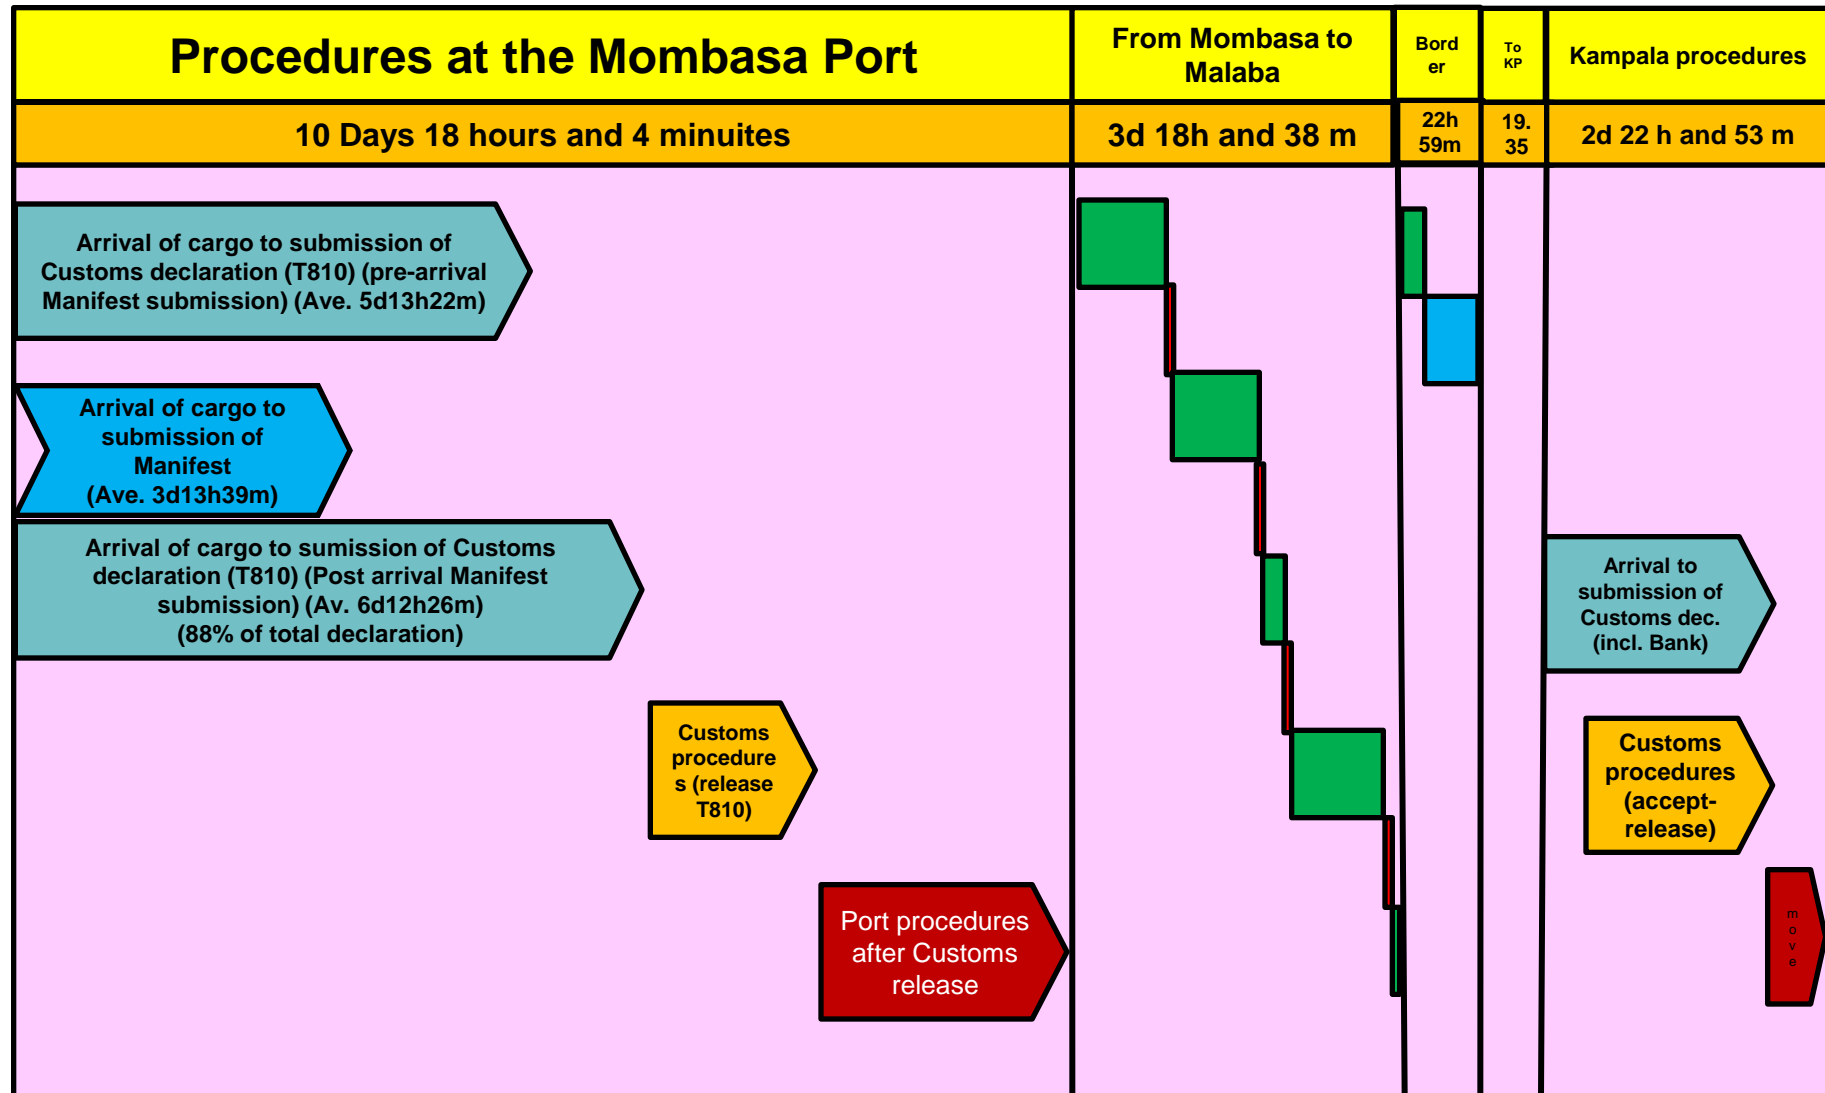 Procedures at the Mombasa Port
From Mombasa to
Malaba
Bord
er
To
KP
Kampala procedures
10 Days 18 hours and 4 minuites
3d 18h and 38 m
22h
59m
19.
35
2d 22 h and 53 m
Arrival of cargo to submission of
Customs declaration (T810) (pre-arrival
Manifest submission) (Ave. 5d13h22m)
Arrival of cargo to
submission of
Manifest
(Ave. 3d13h39m)
Arrival of cargo to sumission of Customs
declaration (T810) (Post arrival Manifest
submission) (Av. 6d12h26m)
(88% of total declaration)
Arrival to
submission of
Customs dec.
(incl. Bank)
Customs
procedure
s (release
T810)
Customs
procedures
(accept-
release)
Port procedures
after Customs
release
m
o
v
e